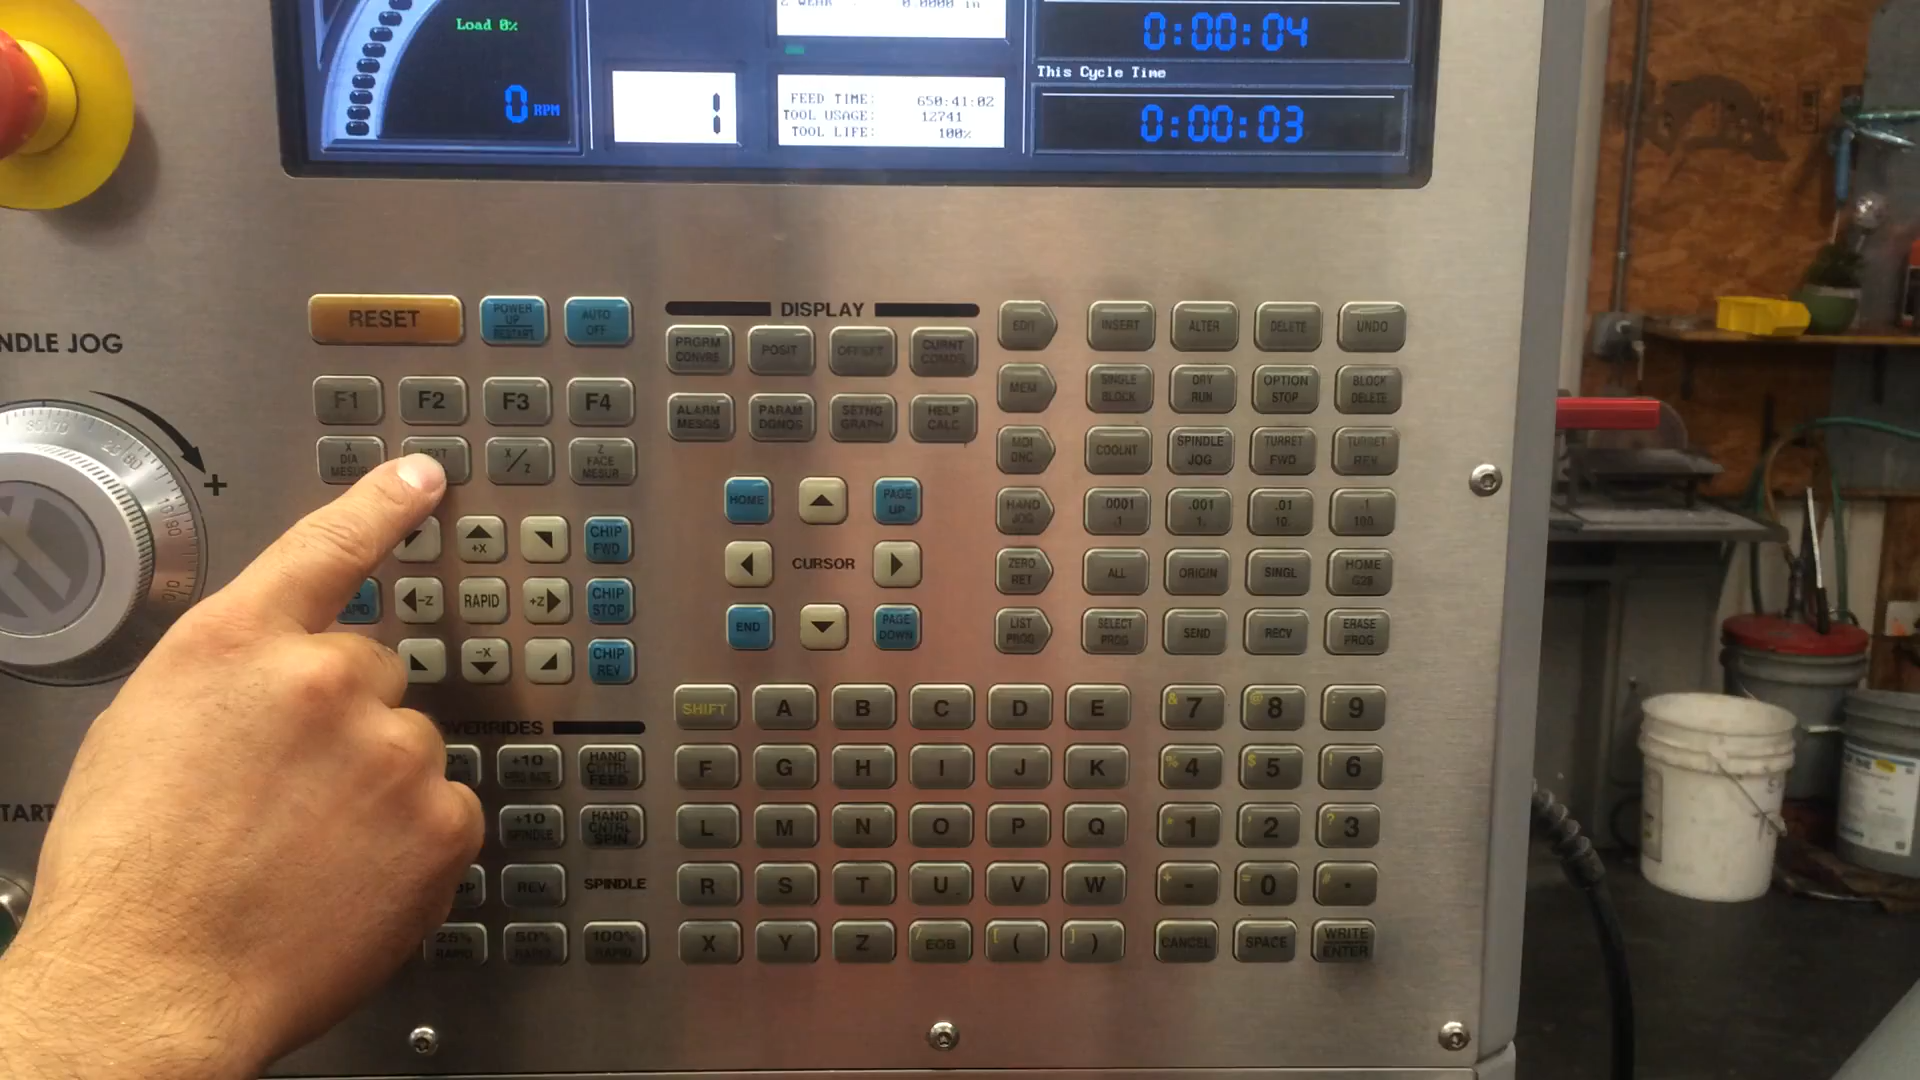 Load 0%
0 RPM
1
0.0000 in
FEED TIME: 650:41:02
TOOL USAGE: 12741
TOOL LIFE: 100%
0:00:04
This Cycle Time
0:00:03
NDLE JOG
+
TART
RESET
POWER UP RESTART
AUTO OFF
F1 F2 F3 F4
X DIA MESUR
NEXT
X/Z
Z FACE MESUR
+X
CHIP FWD
-Z
RAPID
+Z
CHIP STOP
-X
CHIP REV
DISPLAY
PRGRM CONVRS
POSIT
OFFSET
CURNT COMDS
ALARM MESGS
PARAM DGNOS
SETNG GRAPH
HELP CALC
HOME
PAGE UP
CURSOR
END
PAGE DOWN
EDIT INSERT ALTER DELETE UNDO
MEM
SINGLE BLOCK
DRY RUN
OPTION STOP
BLOCK DELETE
MDI DNC
COOLNT
SPINDLE JOG
TURRET FWD
TURRET REV
HAND JOG
.0001 .1
.001 1.
.01 10.
.1 100.
ZERO RET
ALL
ORIGIN
SINGL
HOME G28
LIST PROG
SELECT PROG
SEND
RECV
ERASE PROG
OVERRIDES
+10 FEED RATE
HAND CNTRL FEED
+10 SPINDLE
HAND CNTRL SPIN
REV
SPINDLE
25% RAPID
50% RAPID
100% RAPID
SHIFT A B C D E
F G H I J K
L M N O P Q
R S T U V W
X Y Z / EOB [ ( ] )
& 7 @ 8 : 9
% 4 $ 5 ! 6
* 1 ' 2 ? 3
+ - = 0 # .
CANCEL SPACE WRITE ENTER